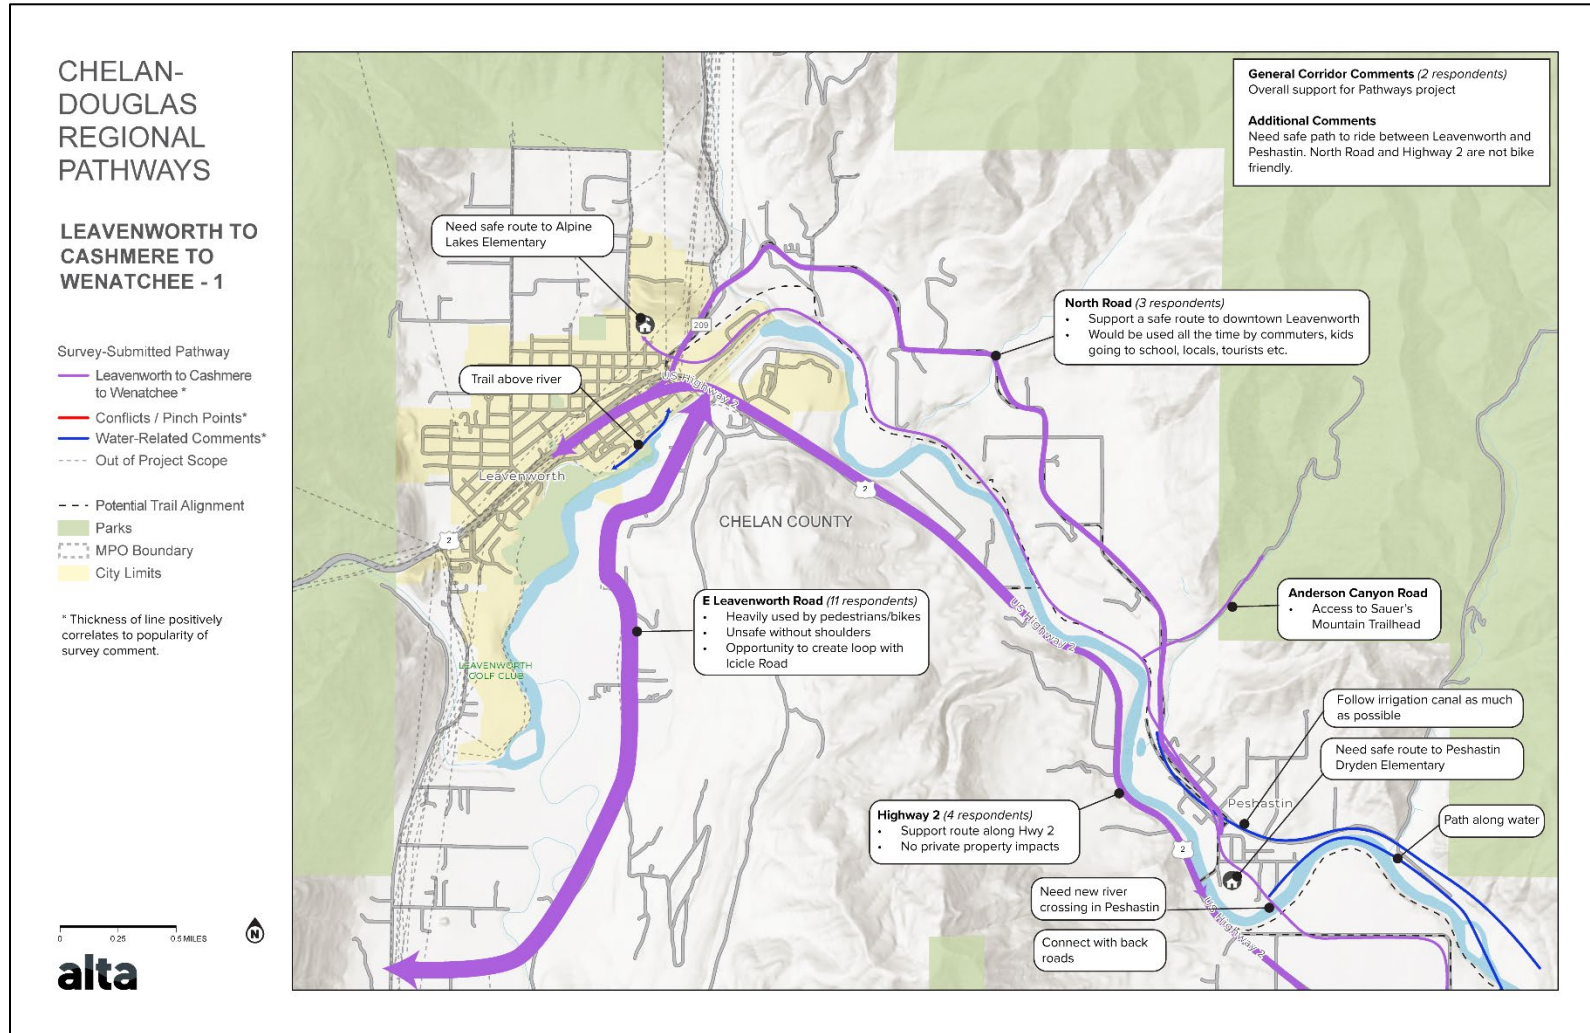 CHELAN-
DOUGLAS
REGIONAL
PATHWAYS
LEAVENWORTH TO
CASHMERE TO
WENATCHEE - 1
Survey-Submitted Pathway
Leavenworth to Cashmere
to Wenatchee *
Conflicts / Pinch Points*
Water-Related Comments*
Out of Project Scope
Potential Trail Alignment
Parks
MPO Boundary
City Limits
* Thickness of line positively
correlates to popularity of
survey comment.
0 0.25 0.5 MILES
N
alta
General Corridor Comments (2 respondents)
Overall support for Pathways project
Additional Comments
Need safe path to ride between Leavenworth and
Peshastin. North Road and Highway 2 are not bike
friendly.
Need safe route to Alpine
Lakes Elementary
209
North Road (3 respondents)
• Support a safe route to downtown Leavenworth
• Would be used all the time by commuters, kids
going to school, locals, tourists etc.
Trail above river
US Highway 2
Leavenworth
2
2
CHELAN COUNTY
E Leavenworth Road (11 respondents)
• Heavily used by pedestrians/bikes
• Unsafe without shoulders
• Opportunity to create loop with
Icicle Road
US Highway 2
Anderson Canyon Road
• Access to Sauer's
Mountain Trailhead
LEAVENWORTH
GOLF CLUB
Follow irrigation canal as much
as possible
Need safe route to Peshastin
Dryden Elementary
Peshastin
Highway 2 (4 respondents)
• Support route along Hwy 2
• No private property impacts
Path along water
2
Need new river
crossing in Peshastin
US Highway 2
Connect with back
roads